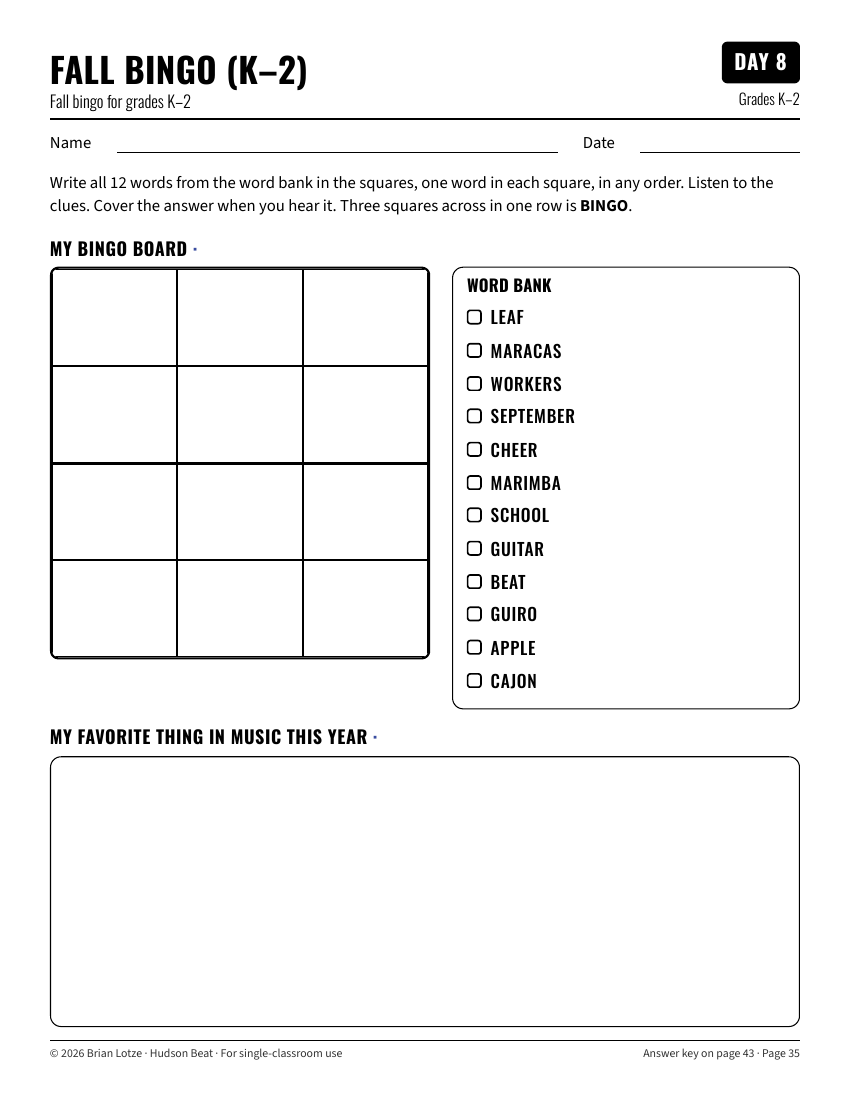 FALL BINGO (K–2)
DAY 8
Fall bingo for grades K–2
Grades K–2
Name
Date
Write all 12 words from the word bank in the squares, one word in each square, in any order. Listen to the
clues. Cover the answer when you hear it. Three squares across in one row is BINGO.
MY BINGO BOARD ·
WORD BANK
LEAF
MARACAS
WORKERS
SEPTEMBER
CHEER
MARIMBA
SCHOOL
GUITAR
BEAT
GUIRO
APPLE
CAJON
MY FAVORITE THING IN MUSIC THIS YEAR ·
© 2026 Brian Lotze · Hudson Beat · For single-classroom use
Answer key on page 43 · Page 35